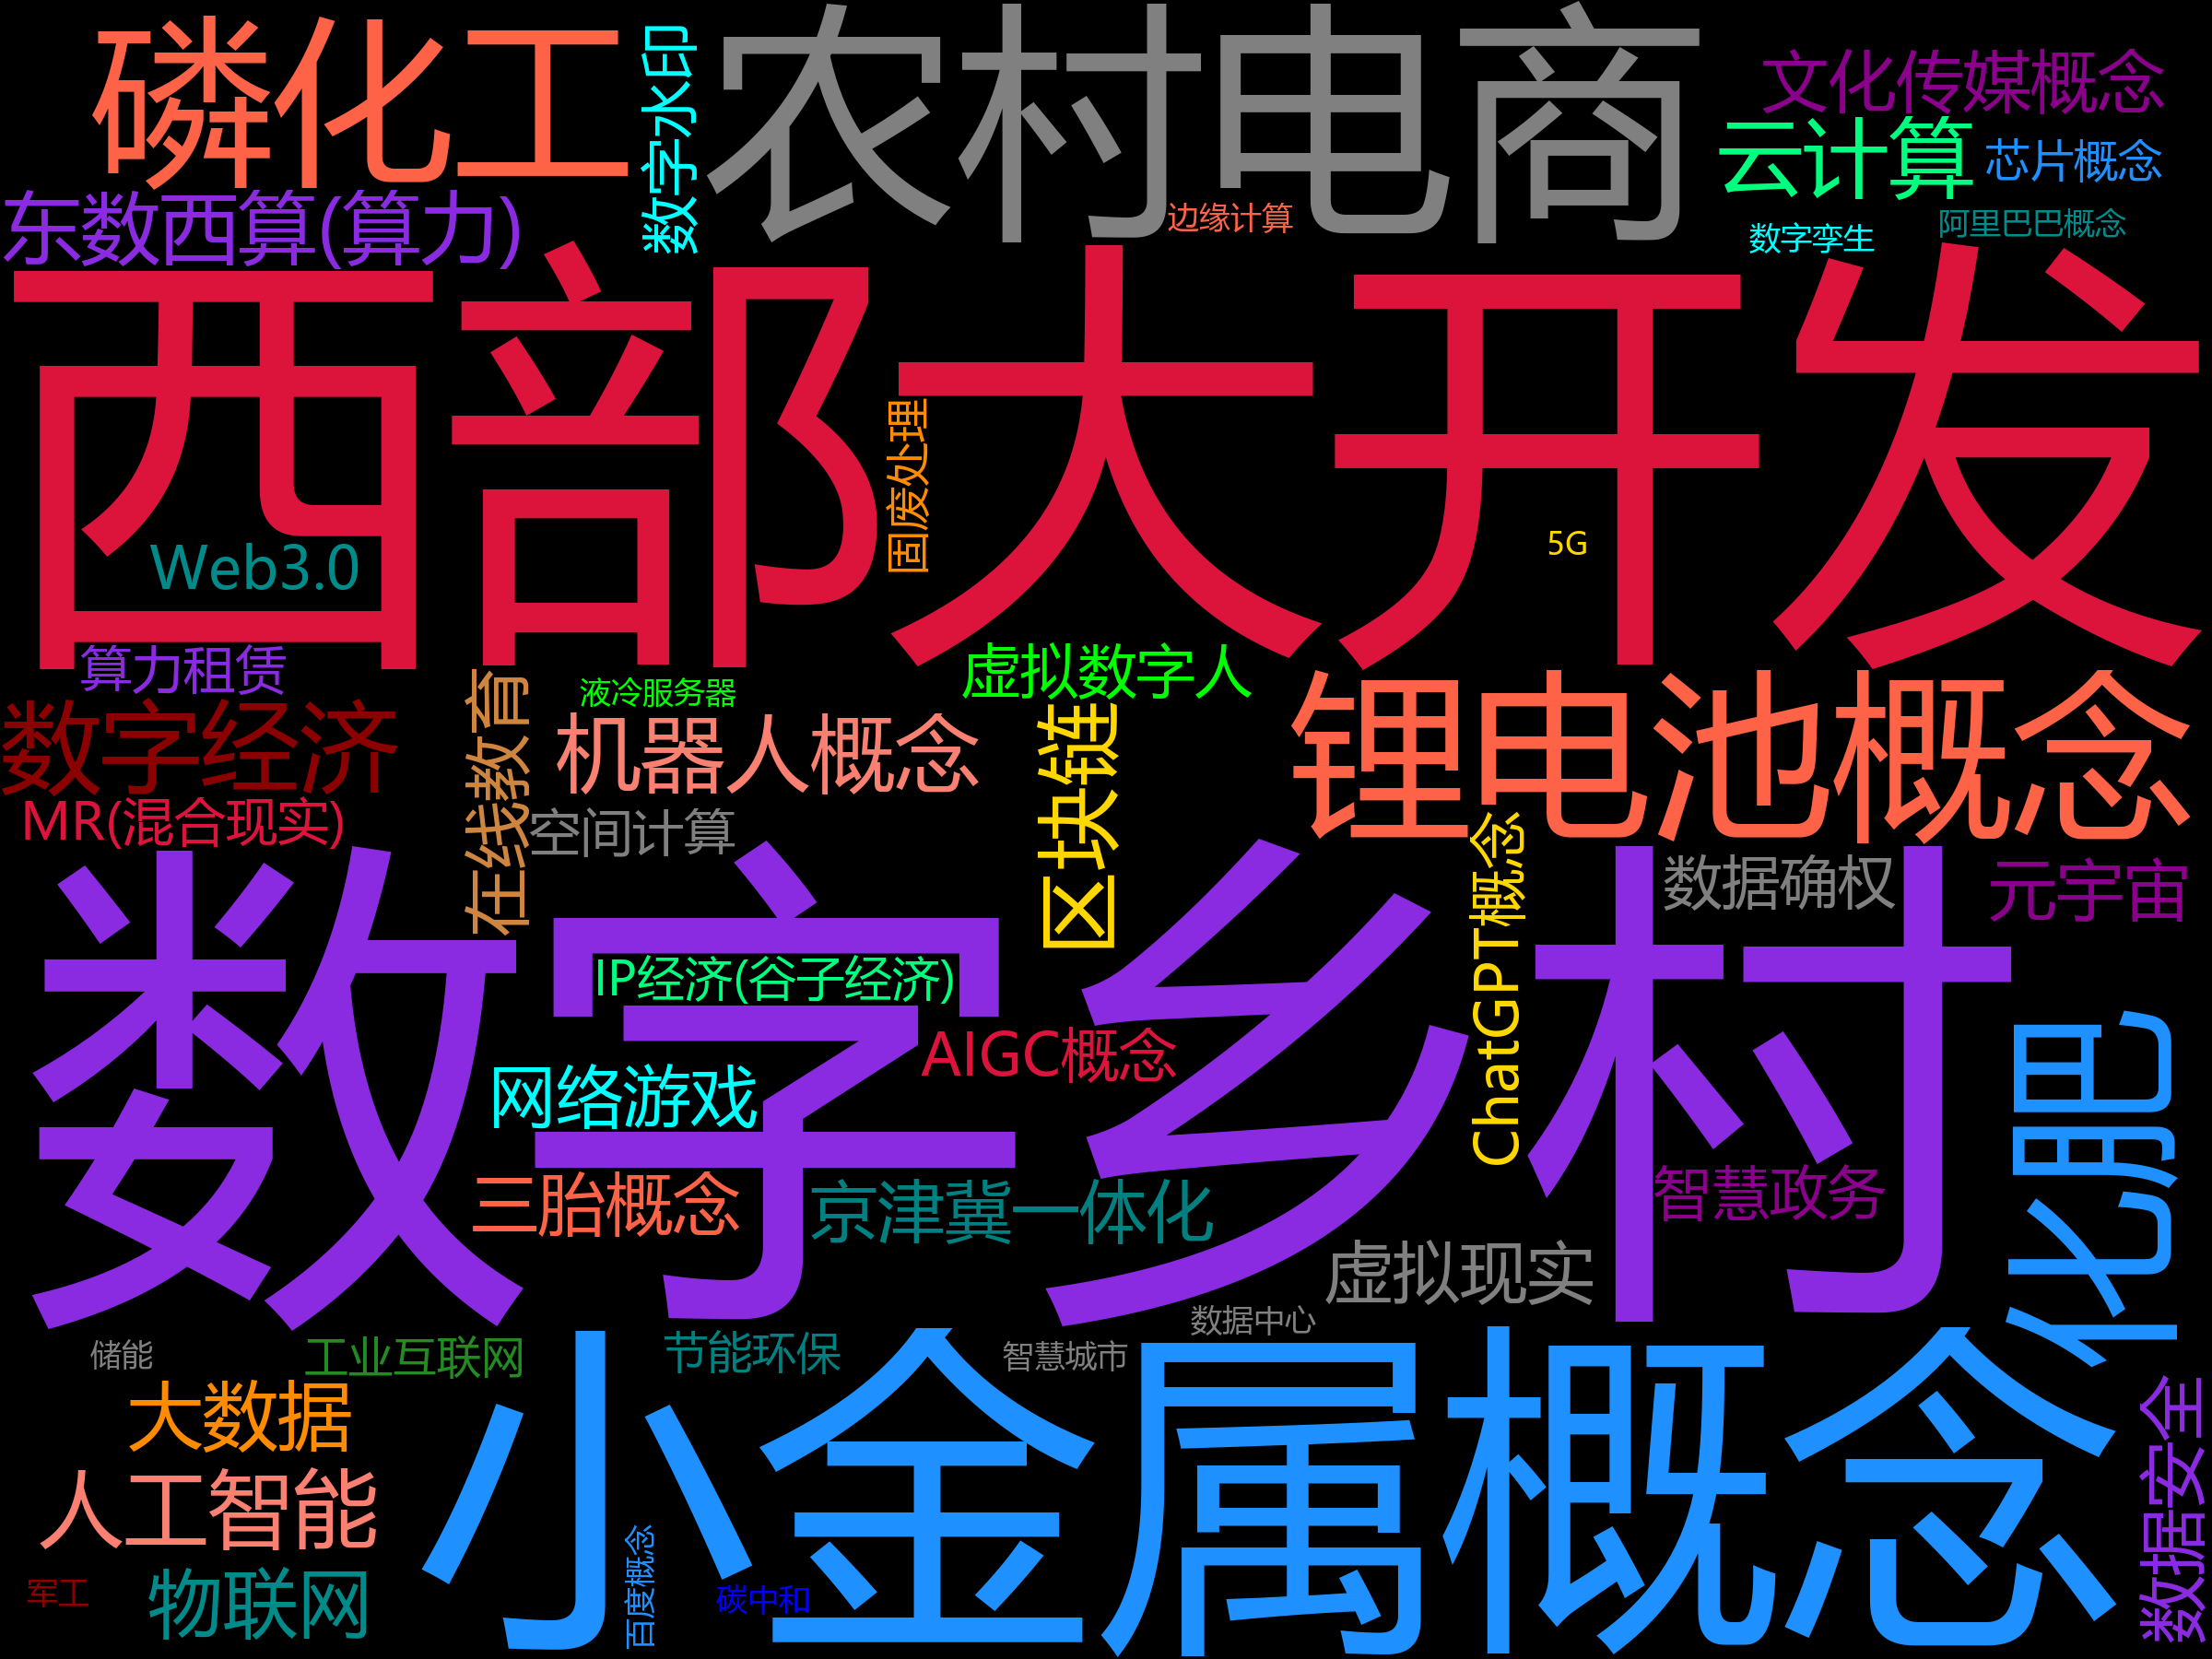 磷化工
数字水印
农村电商
文化传媒概念
云计算
芯片概念
东数西算(算力)
边缘计算
数字孪生
阿里巴巴概念
西部大开发
固废处理
5G
Web3.0
算力租赁
液冷服务器
虚拟数字人
数字经济
在线教育
机器人概念
区块链
锂电池概念
MR(混合现实)
空间计算
ChatGPT概念
数据确权
元宇宙
数字乡村
IP经济(谷子经济)
AIGC概念
化肥
网络游戏
三胎概念
京津冀一体化
智慧政务
虚拟现实
数据中心
储能
工业互联网
节能环保
智慧城市
大数据
小金属概念
数据安全
人工智能
百度概念
碳中和
军工
物联网